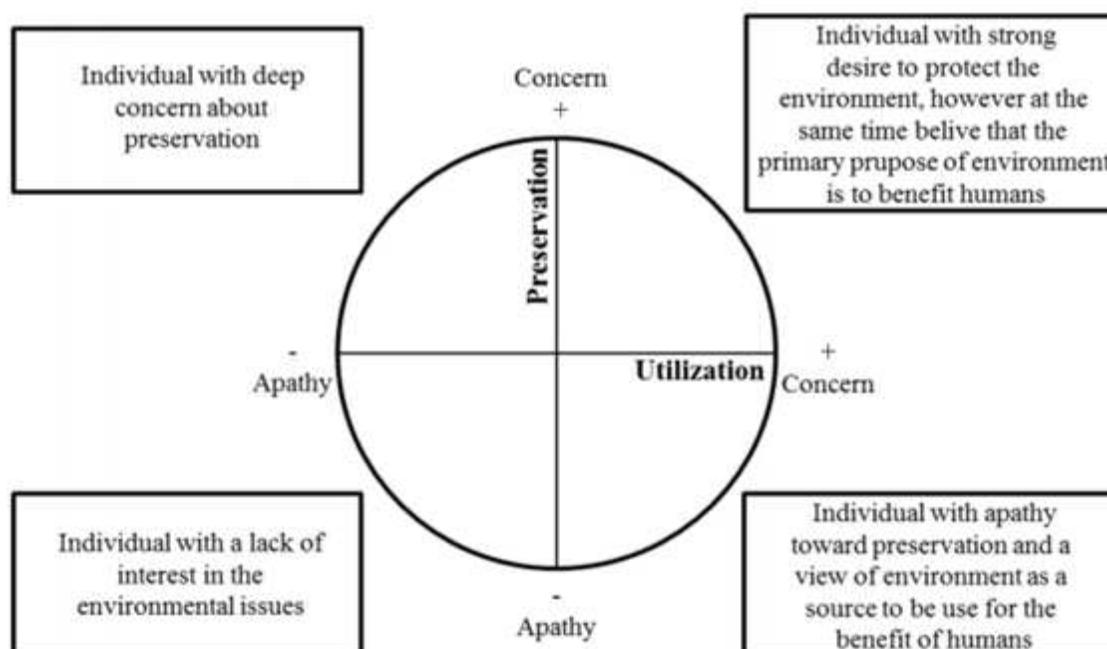 Individual with deep
concern about
preservation
Concern
+
Individual with strong
desire to protect the
environment, however at the
same time belive that the
primary prupose of environment
is to benefit humans
Preservation
-
Apathy
Utilization
+
Concern
Individual with a lack of
interest in the
environmental issues
-
Apathy
Individual with apathy
toward preservation and a
view of environment as a
source to be use for the
benefit of humans